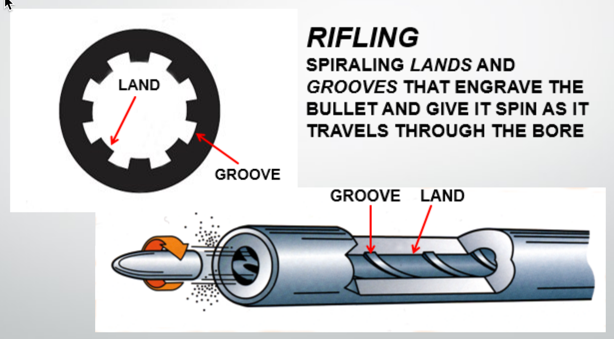 RIFLING
SPIRALING LANDS AND
GROOVES THAT ENGRAVE THE
BULLET AND GIVE IT SPIN AS IT
TRAVELS THROUGH THE BORE
LAND
GROOVE
GROOVE LAND